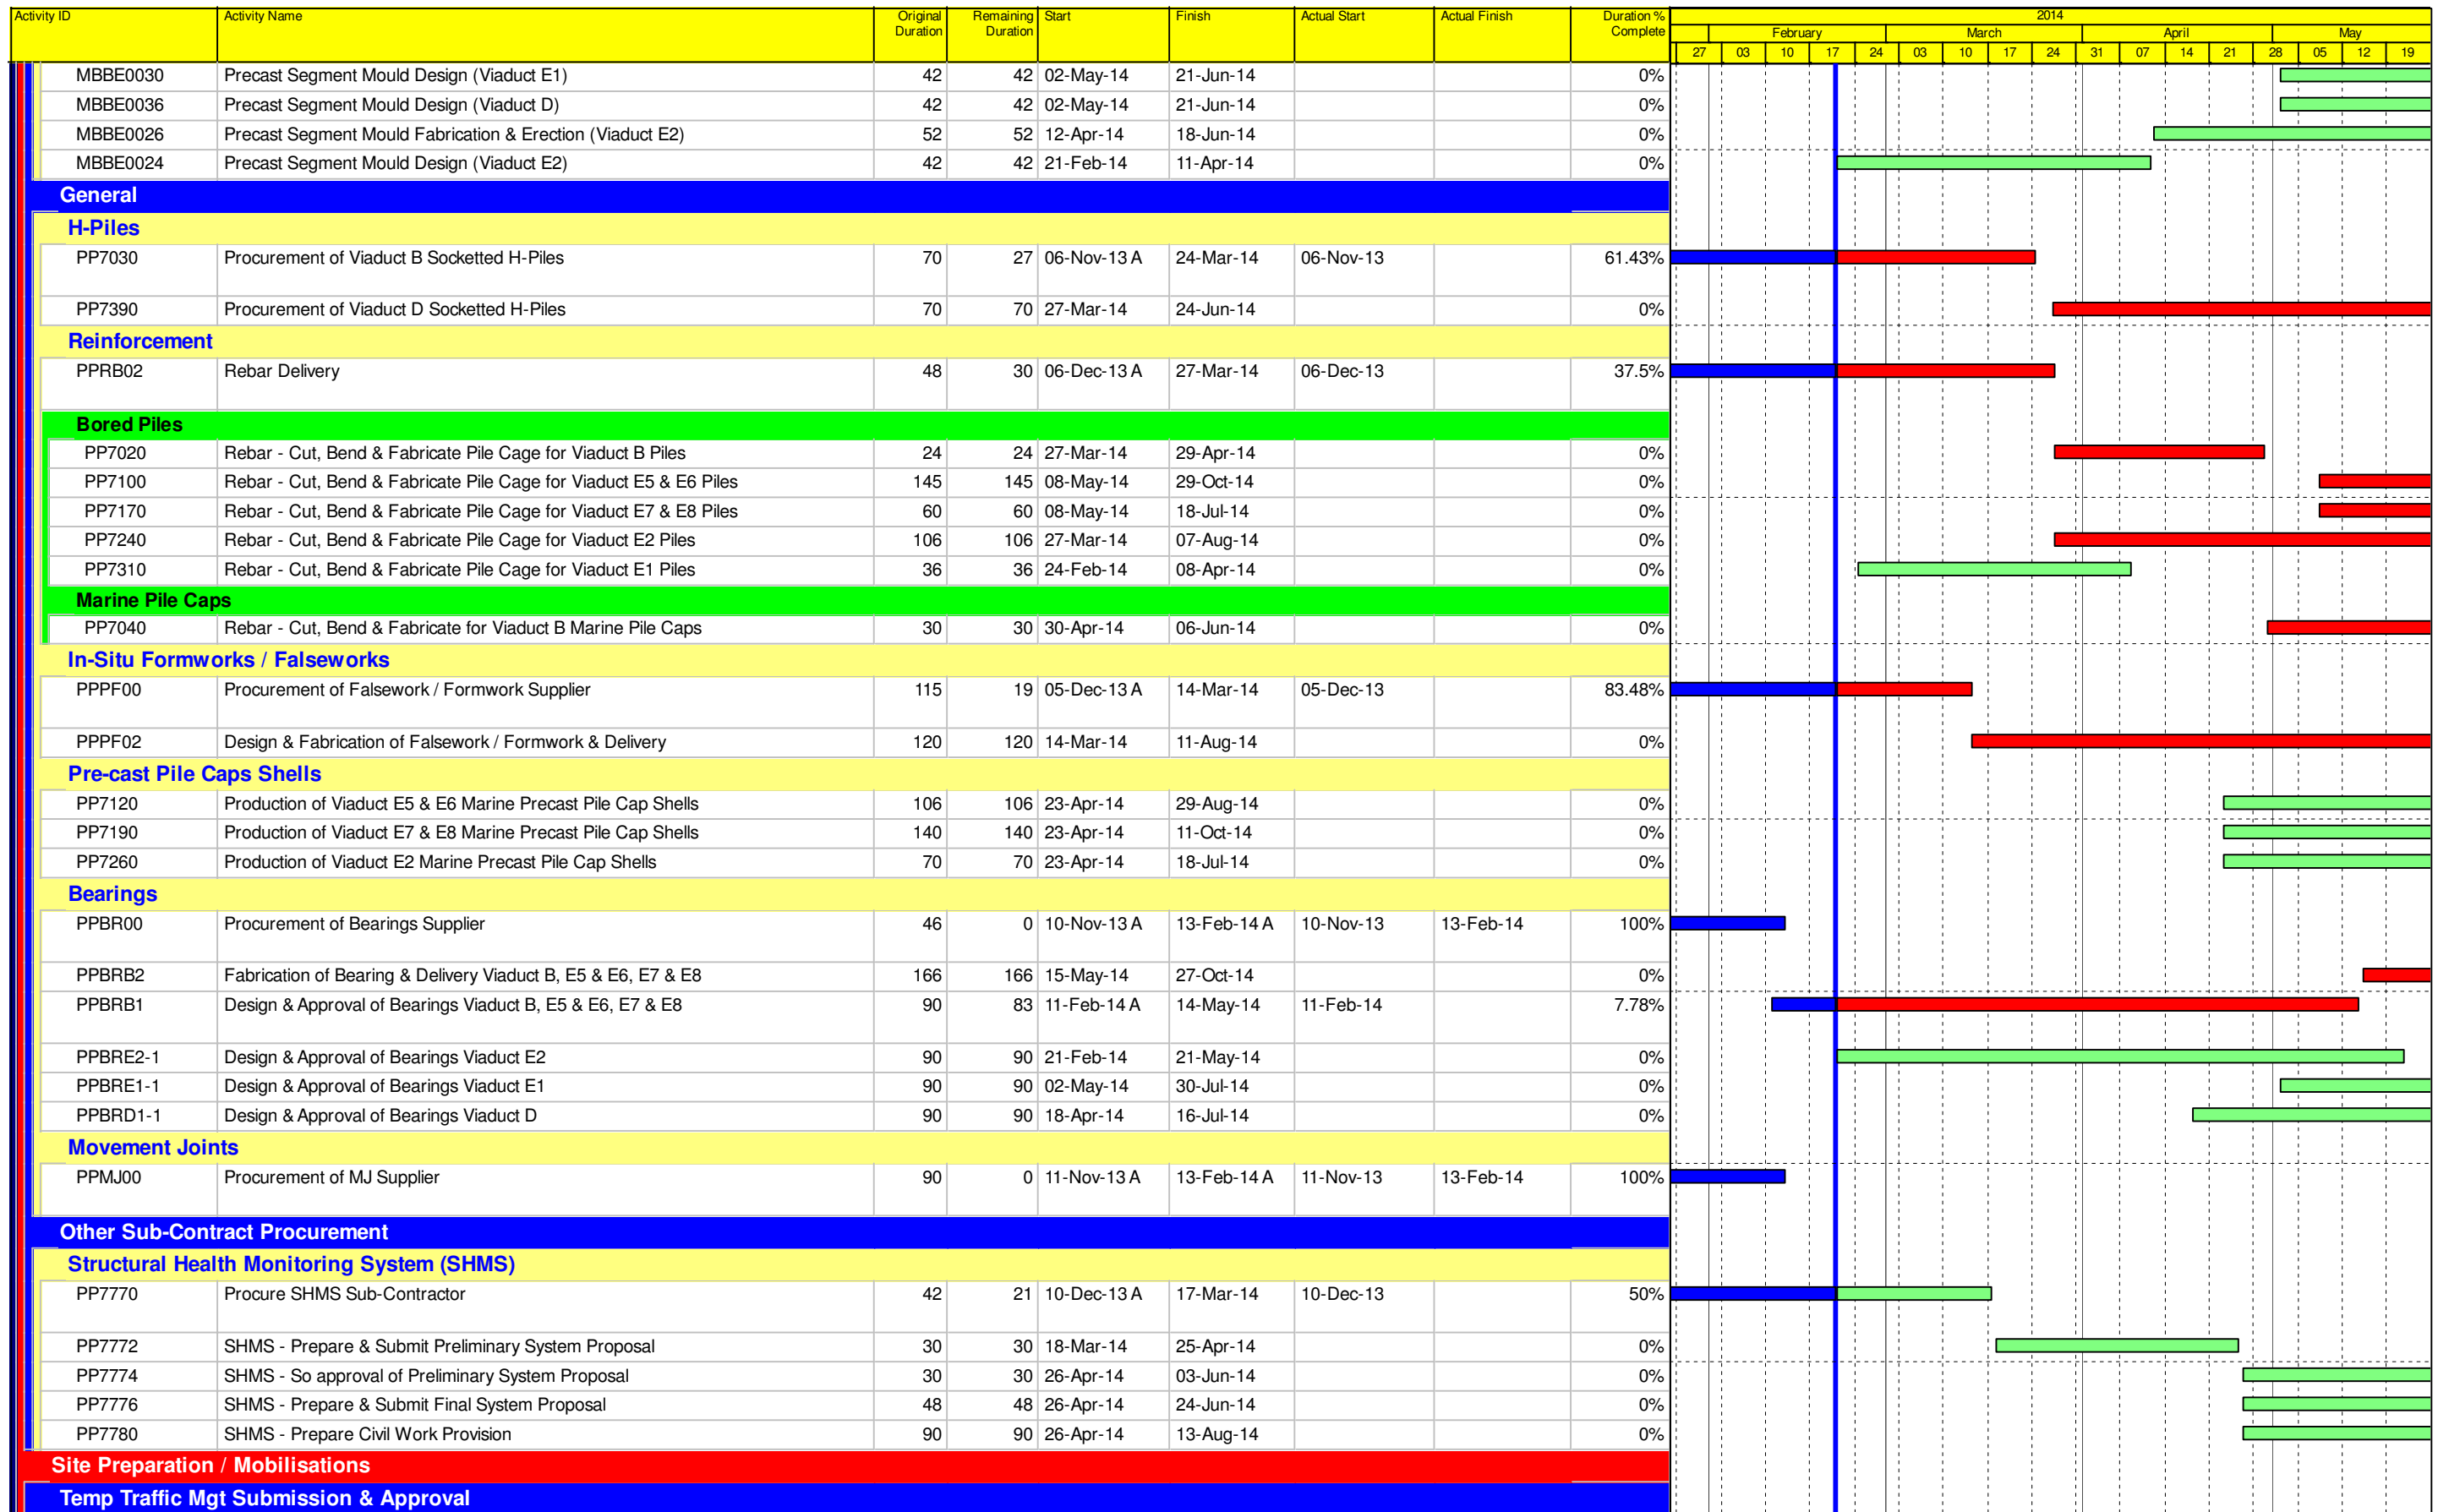 Activity ID Activity Name Original Duration Remaining Duration Start Finish Actual Start Actual Finish Duration % Complete 2014
February March April May
27 03 10 17 24 03 10 17 24 31 07 14 21 28 05 12 19
MBBE0030 Precast Segment Mould Design (Viaduct E1) 42 42 02-May-14 21-Jun-14 0%
MBBE0036 Precast Segment Mould Design (Viaduct D) 42 42 02-May-14 21-Jun-14 0%
MBBE0026 Precast Segment Mould Fabrication & Erection (Viaduct E2) 52 52 12-Apr-14 18-Jun-14 0%
MBBE0024 Precast Segment Mould Design (Viaduct E2) 42 42 21-Feb-14 11-Apr-14 0%
General
H-Piles
PP7030 Procurement of Viaduct B Socketted H-Piles 70 27 06-Nov-13 A 24-Mar-14 06-Nov-13 61.43%
PP7390 Procurement of Viaduct D Socketted H-Piles 70 70 27-Mar-14 24-Jun-14 0%
Reinforcement
PPRB02 Rebar Delivery 48 30 06-Dec-13 A 27-Mar-14 06-Dec-13 37.5%
Bored Piles
PP7020 Rebar - Cut, Bend & Fabricate Pile Cage for Viaduct B Piles 24 24 27-Mar-14 29-Apr-14 0%
PP7100 Rebar - Cut, Bend & Fabricate Pile Cage for Viaduct E5 & E6 Piles 145 145 08-May-14 29-Oct-14 0%
PP7170 Rebar - Cut, Bend & Fabricate Pile Cage for Viaduct E7 & E8 Piles 60 60 08-May-14 18-Jul-14 0%
PP7240 Rebar - Cut, Bend & Fabricate Pile Cage for Viaduct E2 Piles 106 106 27-Mar-14 07-Aug-14 0%
PP7310 Rebar - Cut, Bend & Fabricate Pile Cage for Viaduct E1 Piles 36 36 24-Feb-14 08-Apr-14 0%
Marine Pile Caps
PP7040 Rebar - Cut, Bend & Fabricate for Viaduct B Marine Pile Caps 30 30 30-Apr-14 06-Jun-14 0%
In-Situ Formworks / Falseworks
PPPF00 Procurement of Falsework / Formwork Supplier 115 19 05-Dec-13 A 14-Mar-14 05-Dec-13 83.48%
PPPF02 Design & Fabrication of Falsework / Formwork & Delivery 120 120 14-Mar-14 11-Aug-14 0%
Pre-cast Pile Caps Shells
PP7120 Production of Viaduct E5 & E6 Marine Precast Pile Cap Shells 106 106 23-Apr-14 29-Aug-14 0%
PP7190 Production of Viaduct E7 & E8 Marine Precast Pile Cap Shells 140 140 23-Apr-14 11-Oct-14 0%
PP7260 Production of Viaduct E2 Marine Precast Pile Cap Shells 70 70 23-Apr-14 18-Jul-14 0%
Bearings
PPBR00 Procurement of Bearings Supplier 46 0 10-Nov-13 A 13-Feb-14 A 10-Nov-13 13-Feb-14 100%
PPBRB2 Fabrication of Bearing & Delivery Viaduct B, E5 & E6, E7 & E8 166 166 15-May-14 27-Oct-14 0%
PPBRB1 Design & Approval of Bearings Viaduct B, E5 & E6, E7 & E8 90 83 11-Feb-14 A 14-May-14 11-Feb-14 7.78%
PPBRE2-1 Design & Approval of Bearings Viaduct E2 90 90 21-Feb-14 21-May-14 0%
PPBRE1-1 Design & Approval of Bearings Viaduct E1 90 90 02-May-14 30-Jul-14 0%
PPBRD1-1 Design & Approval of Bearings Viaduct D 90 90 18-Apr-14 16-Jul-14 0%
Movement Joints
PPMJ00 Procurement of MJ Supplier 90 0 11-Nov-13 A 13-Feb-14 A 11-Nov-13 13-Feb-14 100%
Other Sub-Contract Procurement
Structural Health Monitoring System (SHMS)
PP7770 Procure SHMS Sub-Contractor 42 21 10-Dec-13 A 17-Mar-14 10-Dec-13 50%
PP7772 SHMS - Prepare & Submit Preliminary System Proposal 30 30 18-Mar-14 25-Apr-14 0%
PP7774 SHMS - So approval of Preliminary System Proposal 30 30 26-Apr-14 03-Jun-14 0%
PP7776 SHMS - Prepare & Submit Final System Proposal 48 48 26-Apr-14 24-Jun-14 0%
PP7780 SHMS - Prepare Civil Work Provision 90 90 26-Apr-14 13-Aug-14 0%
Site Preparation / Mobilisations
Temp Traffic Mgt Submission & Approval